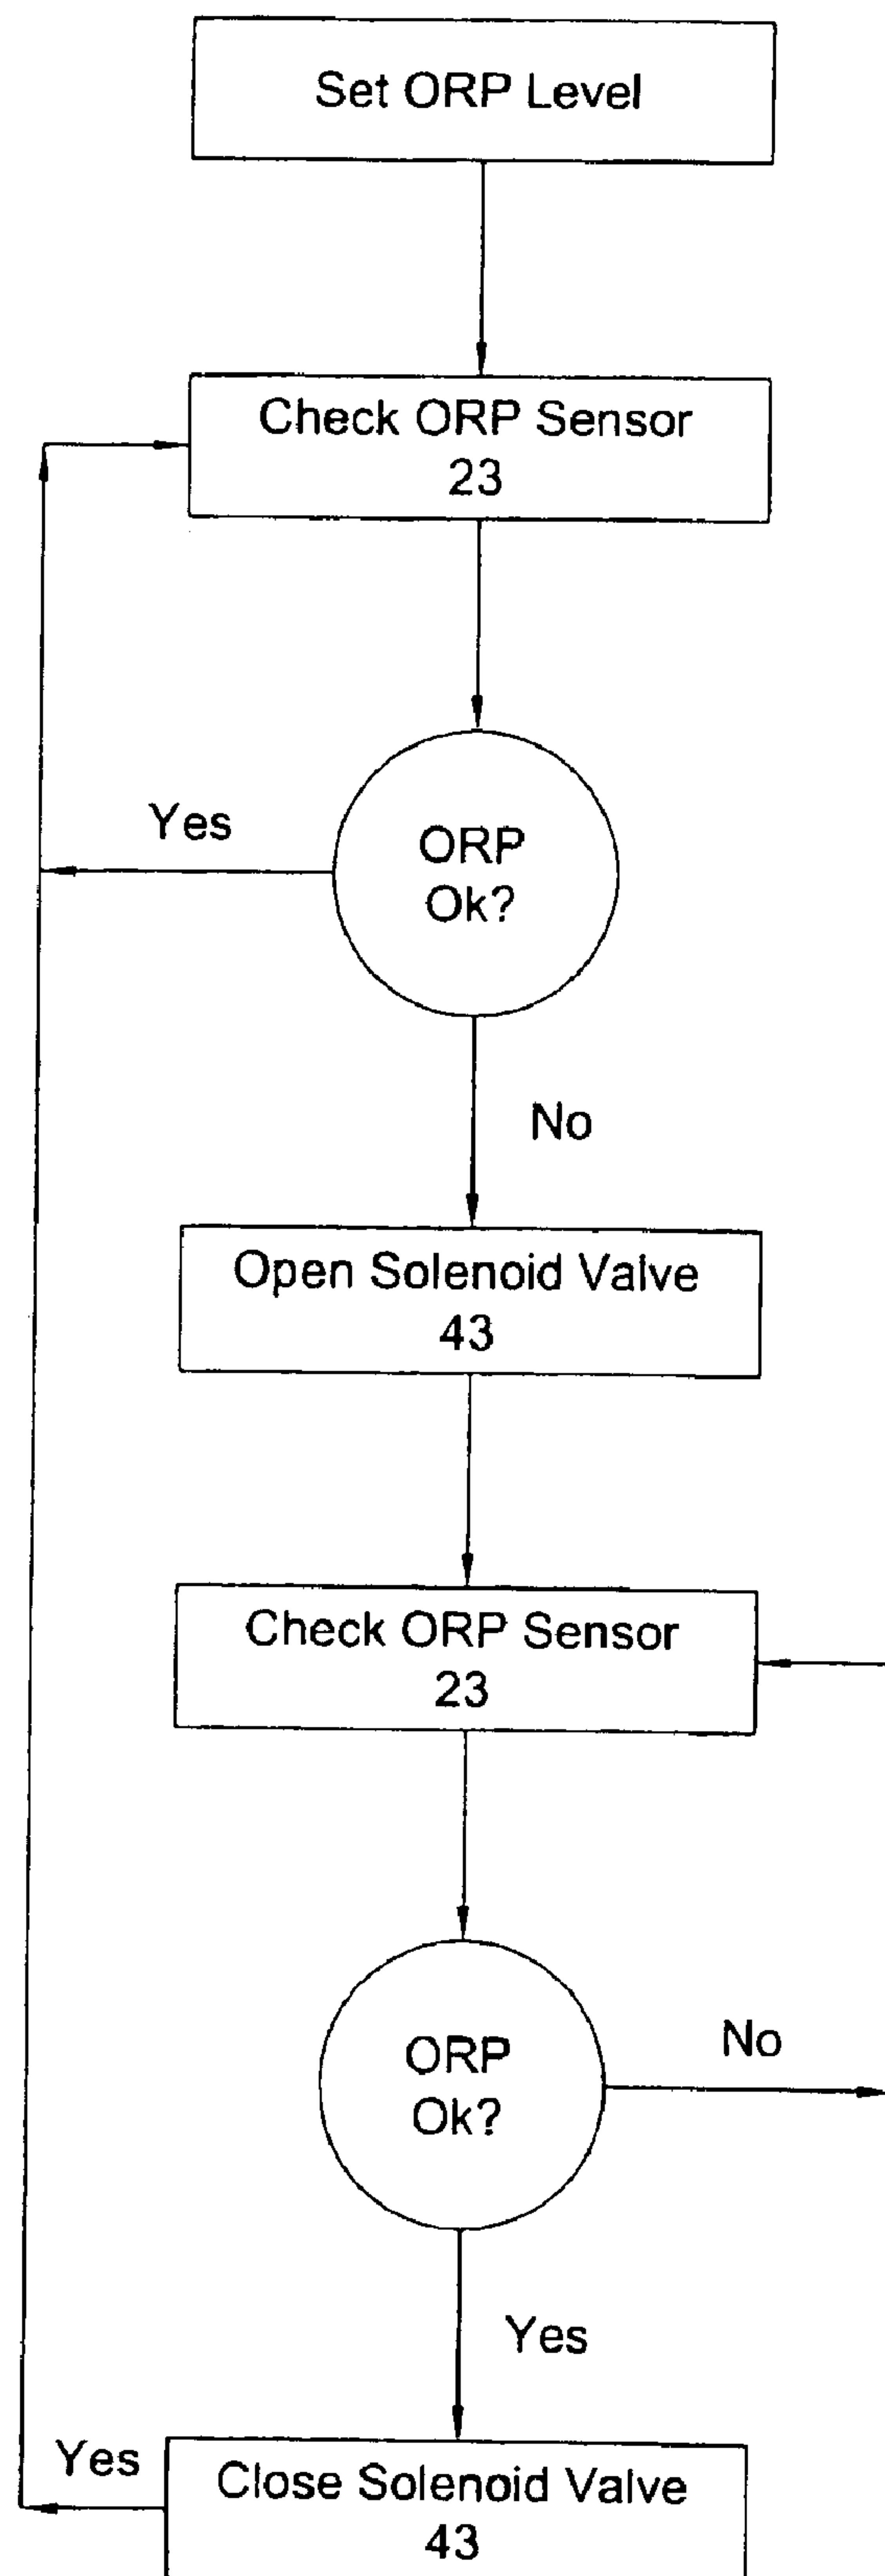 Set ORP Level
Check ORP Sensor
23
Yes
ORP
Ok?
No
Open Solenoid Valve
43
Check ORP Sensor
23
ORP
Ok?
No
Yes
Yes
Close Solenoid Valve
43